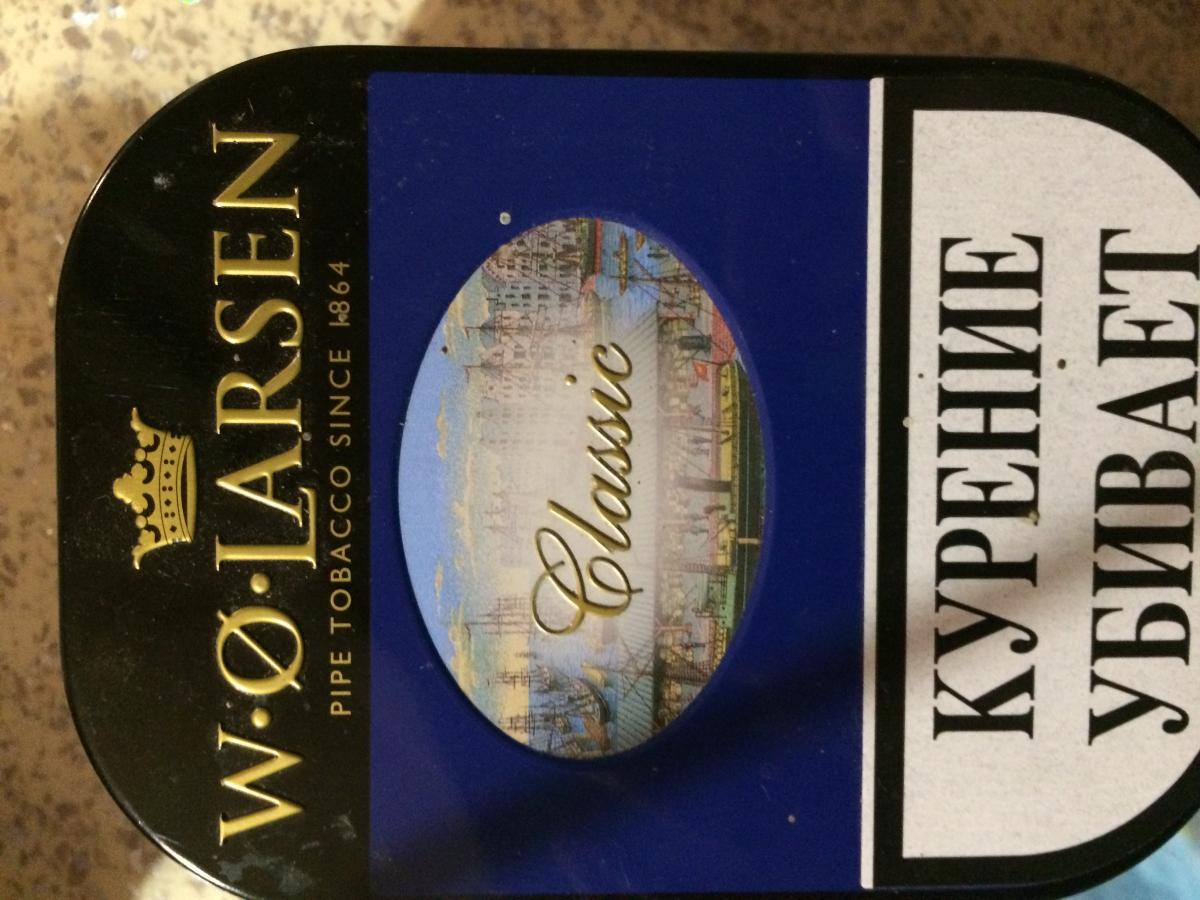 W·Ø·LARSEN
PIPE TOBACCO SINCE 1864
Classic
КУРЕНИЕ
УБИВАЕТ